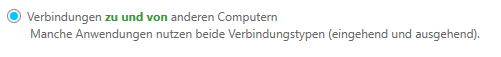 Verbindungen zu und von anderen Computern
Manche Anwendungen nutzen beide Verbindungstypen (eingehend und ausgehend).